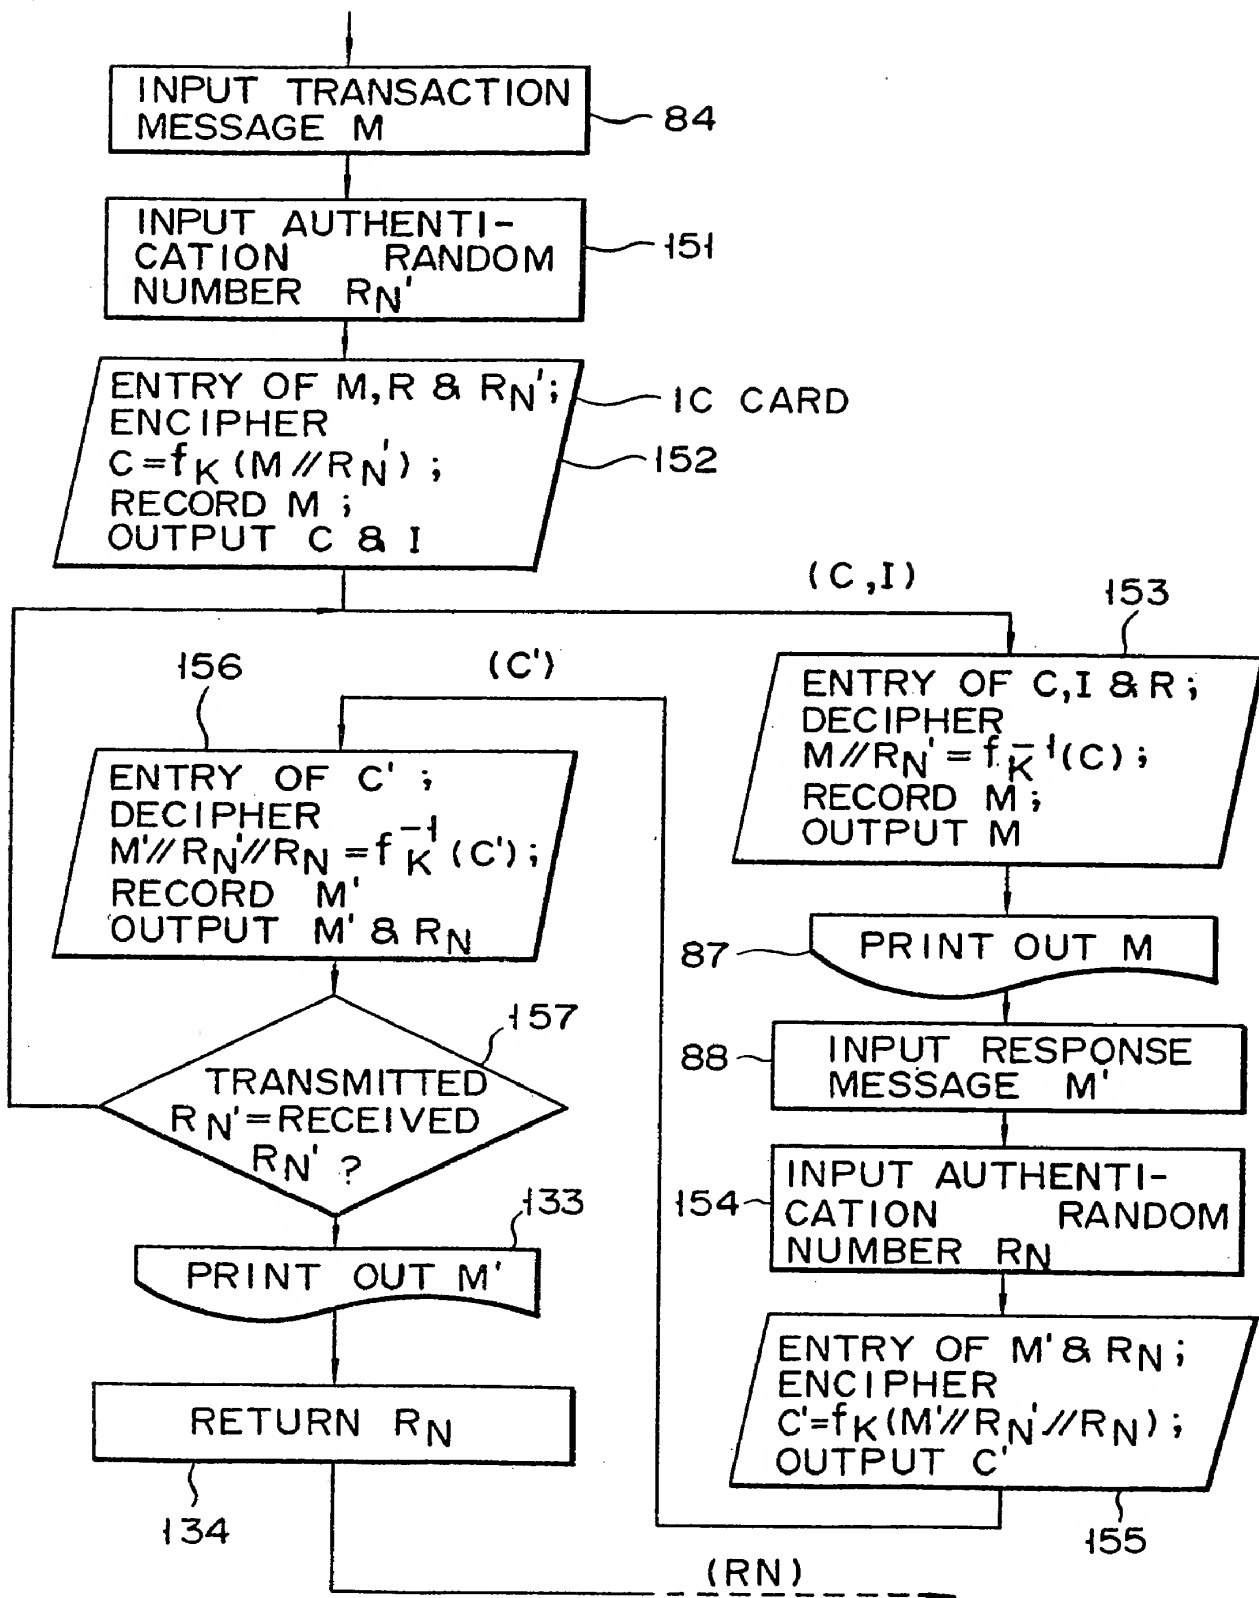 INPUT TRANSACTION
MESSAGE M
84
INPUT AUTHENTI-
CATION RANDOM
NUMBER RN'
151
ENTRY OF M,R & RN';
ENCIPHER
C=fK(M//RN');
RECORD M;
OUTPUT C & I
IC CARD
152
(C,I)
153
ENTRY OF C,I & R;
DECIPHER
M//RN'=fK-1(C);
RECORD M;
OUTPUT M
87
PRINT OUT M
88
INPUT RESPONSE
MESSAGE M'
154
INPUT AUTHENTI-
CATION RANDOM
NUMBER RN
ENTRY OF M' & RN;
ENCIPHER
C'=fK(M'//RN'//RN);
OUTPUT C'
155
(C')
156
ENTRY OF C';
DECIPHER
M'//RN'//RN=fK-1(C');
RECORD M'
OUTPUT M' & RN
157
TRANSMITTED
RN'=RECEIVED
RN'?
133
PRINT OUT M'
RETURN RN
134
(RN)